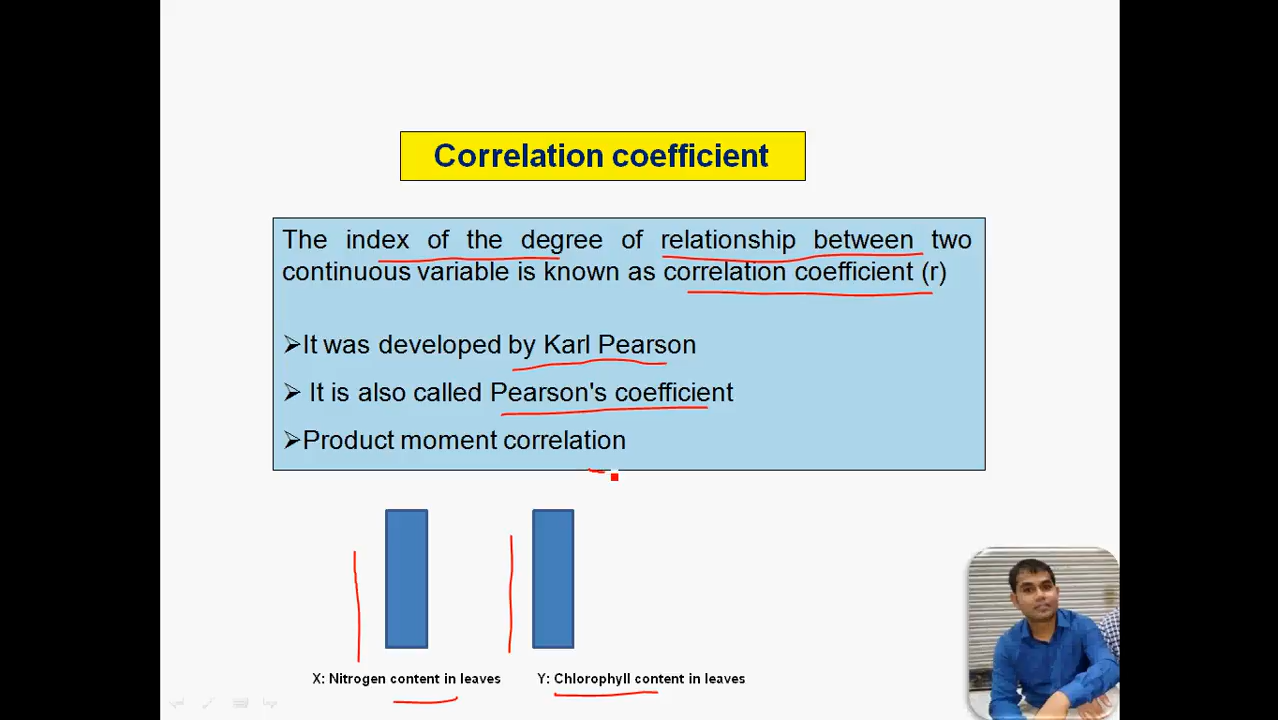 Correlation coefficient
The index of the degree of relationship between two
continuous variable is known as correlation coefficient (r)
➢It was developed by Karl Pearson
➢ It is also called Pearson's coefficient
➢Product moment correlation
X: Nitrogen content in leaves
Y: Chlorophyll content in leaves